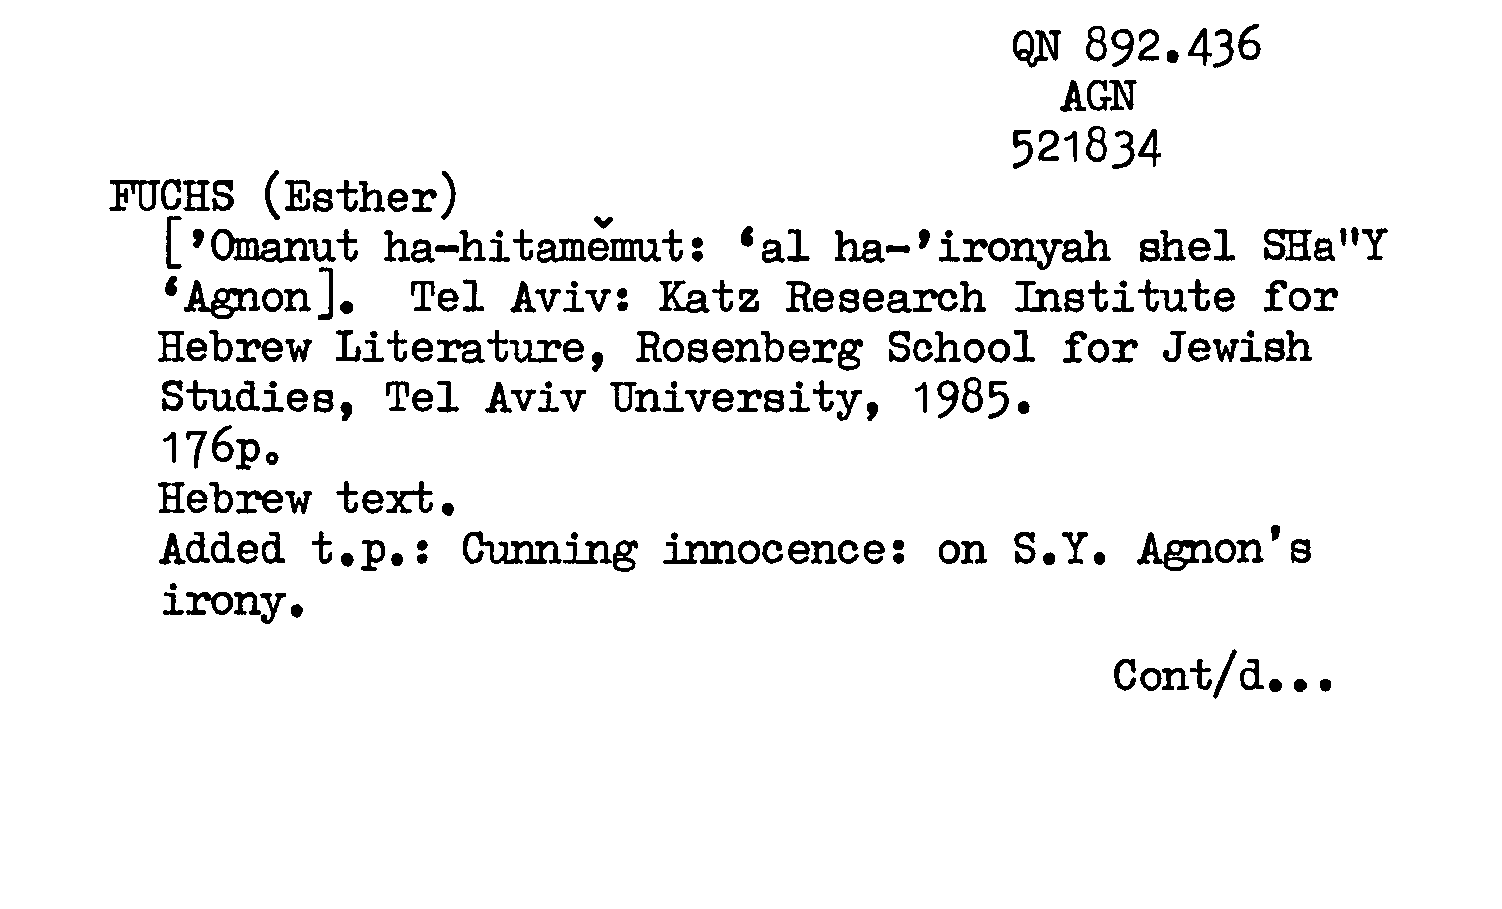 QN 892.436
AGN
521834
FUCHS (Esther)
[’Omanut ha-hitaměmut: ‘al ha-’ironyah shel SHa"Y
‘Agnon]. Tel Aviv: Katz Research Institute for
Hebrew Literature, Rosenberg School for Jewish
Studies, Tel Aviv University, 1985.
176p.
Hebrew text.
Added t.p.: Cunning innocence: on S.Y. Agnon's
irony.
Cont/d...